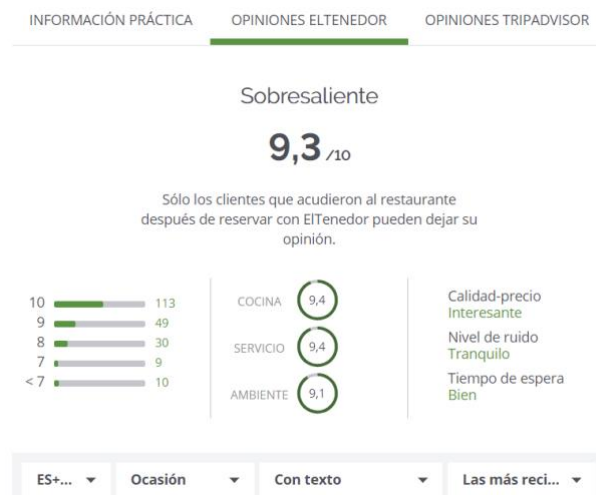 INFORMACIÓN PRÁCTICA
OPINIONES ELTENEDOR
OPINIONES TRIPADVISOR
Sobresaliente
9,3 /10
Sólo los clientes que acudieron al restaurante
después de reservar con ElTenedor pueden dejar su
opinión.
10 113
9 49
8 30
7 9
< 7 10
COCINA 9,4
SERVICIO 9,4
AMBIENTE 9,1
Calidad-precio
Interesante
Nivel de ruido
Tranquilo
Tiempo de espera
Bien
ES+...
Ocasión
Con texto
Las más reci...